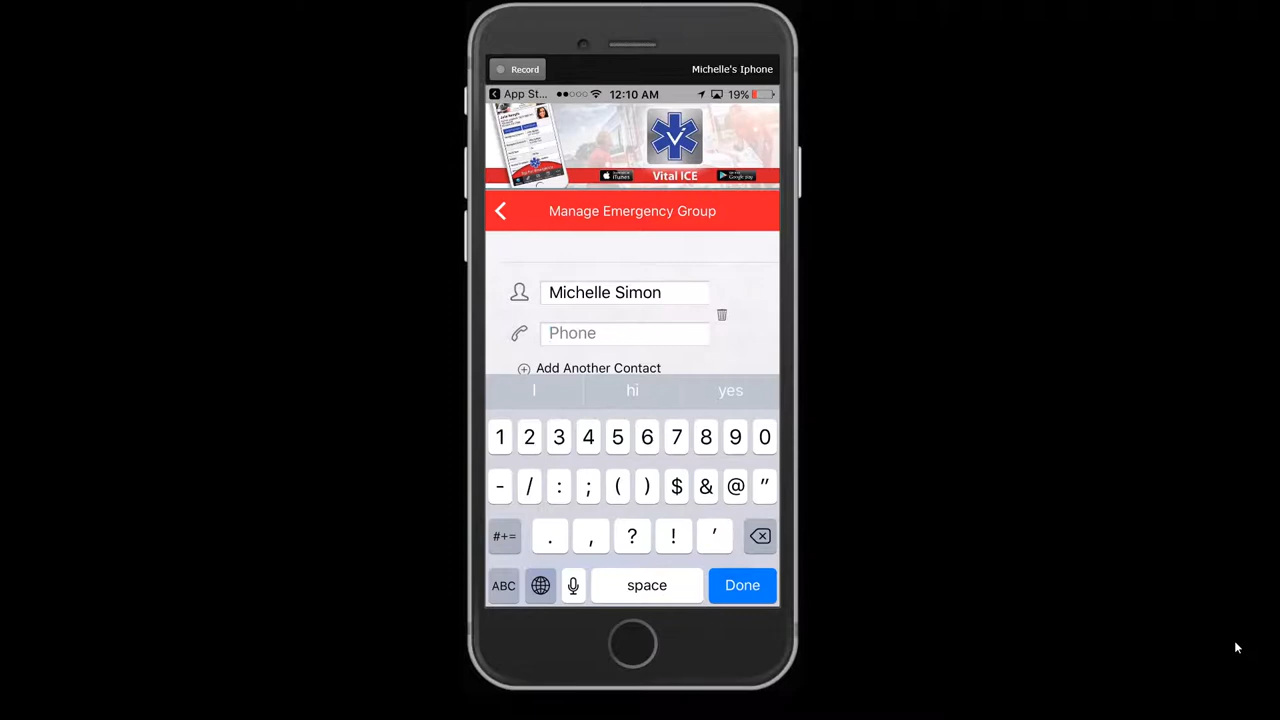 Record
Michelle's Iphone
App St... 12:10 AM 19%
Vital ICE
Manage Emergency Group
Michelle Simon
Phone
Add Another Contact
I hi yes
1 2 3 4 5 6 7 8 9 0
- / : ; ( ) $ & @ "
#+= . , ? ! '
ABC space Done